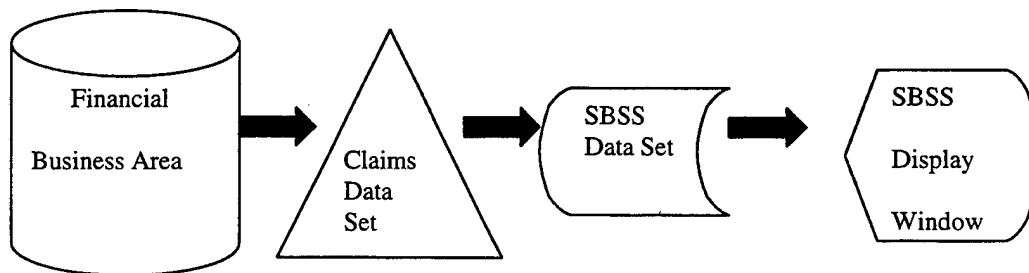 Financial
Business Area
Claims
Data
Set
SBSS
Data Set
SBSS
Display
Window